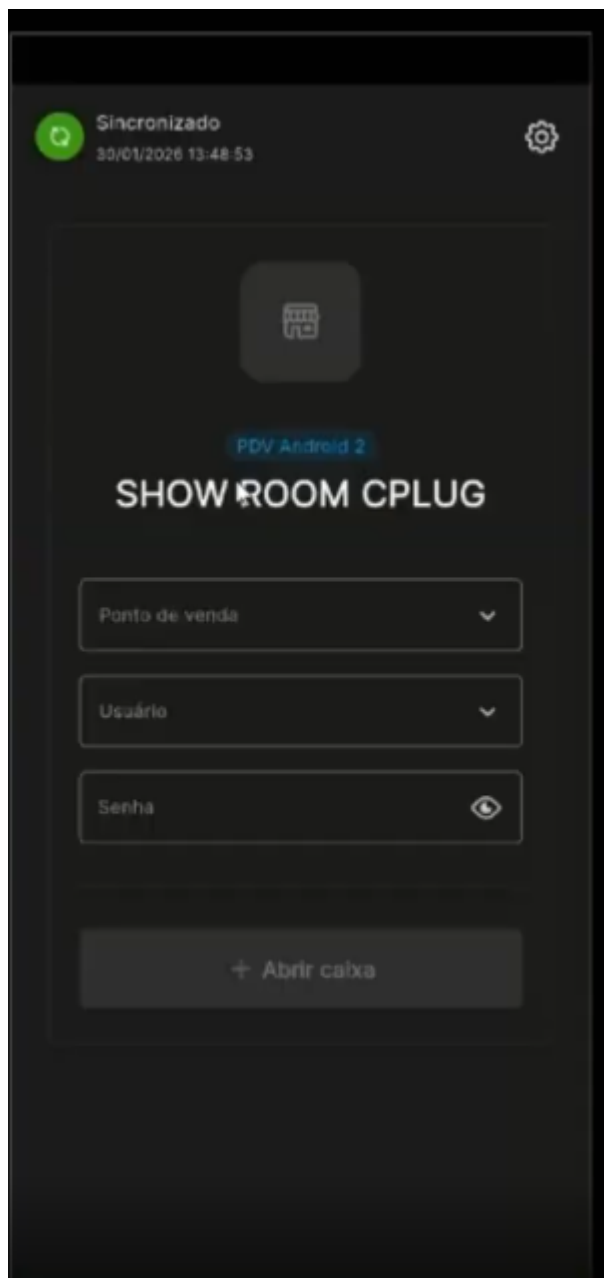 Sincronizado
30/01/2026 13:48:53
PDV Android 2
SHOW ROOM CPLUG
Ponto de venda
Usuário
Senha
+ Abrir caixa